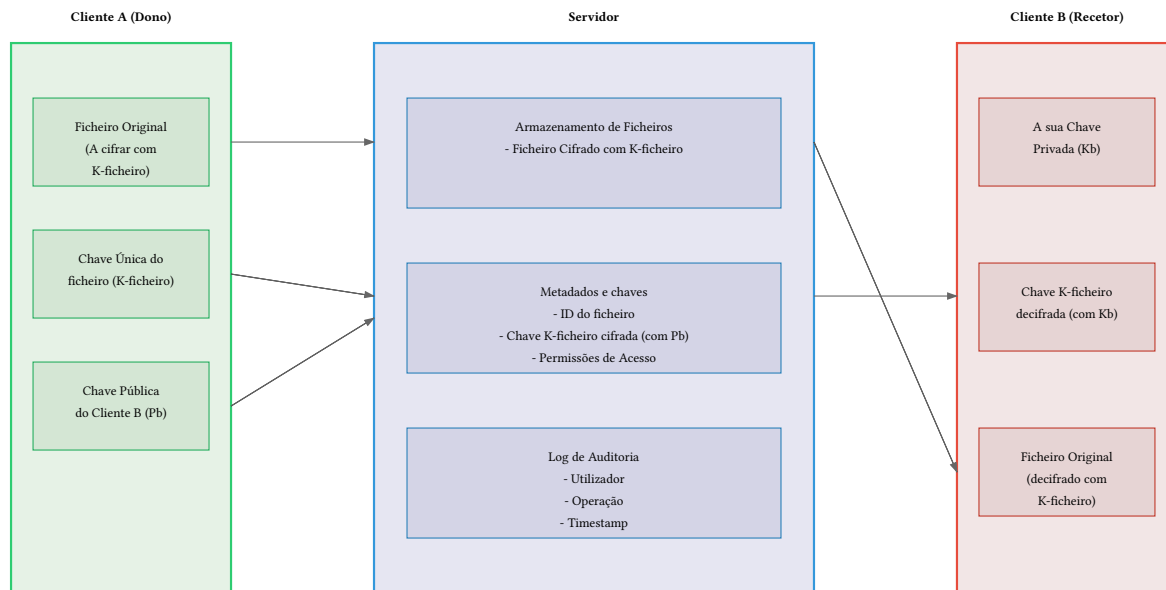 Cliente A (Dono)
Ficheiro Original
(A cifrar com
K-ficheiro)
Chave Única do
ficheiro (K-ficheiro)
Chave Pública
do Cliente B (Pb)
Servidor
Armazenamento de Ficheiros
- Ficheiro Cifrado com K-ficheiro
Metadados e chaves
- ID do ficheiro
- Chave K-ficheiro cifrada (com Pb)
- Permissões de Acesso
Log de Auditoria
- Utilizador
- Operação
- Timestamp
Cliente B (Recetor)
A sua Chave
Privada (Kb)
Chave K-ficheiro
decifrada (com Kb)
Ficheiro Original
(decifrado com
K-ficheiro)